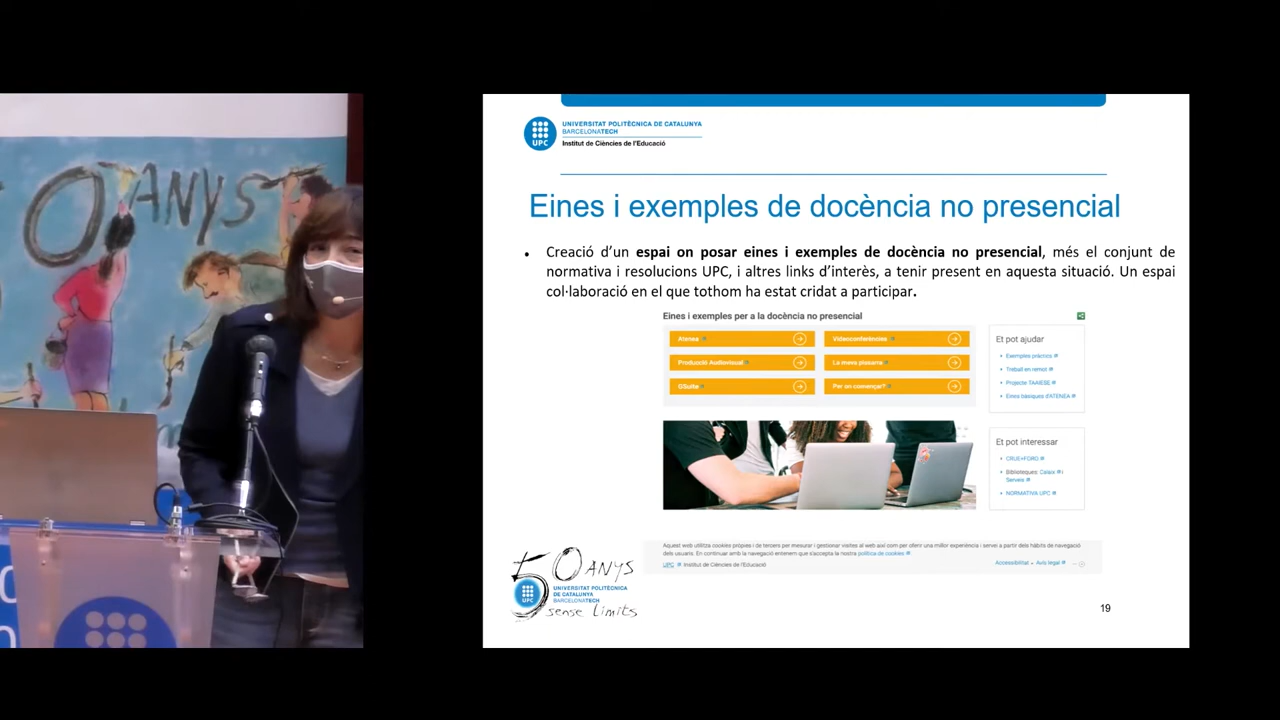 0 ANYS
UPC
UNIVERSITAT POLITÈCNICA DE CATALUNYA
BARCELONATECH
Institut de Ciències de l'Educació
Eines i exemples de docència no presencial
• Creació d'un espai on posar eines i exemples de docència no presencial, més el conjunt de
normativa i resolucions UPC, i altres links d'interès, a tenir present en aquesta situació. Un espai
col·laboració en el que tothom ha estat cridat a participar.
Eines i exemples per a la docència no presencial
Atenea
Videoconferències
Producció Audiovisual
La meva pissarra
GSuite
Per on començar?
Et pot ajudar
Exemples pràctics
Treball en remot
Projecte TAAIEBE
Eines bàsiques d'ATENEA
Et pot interessar
CRUE+FORO
Biblioteques: Calaix i
Serveis
NORMATIVA UPC
Aquest web utilitza cookies pròpies i de tercers per mesurar i gestionar visites al web així com per oferir una millor experiència i servei a partir dels hàbits de navegació
dels usuaris. En continuar amb la navegació entenem que s'accepta la nostra política de cookies
UPC Institut de Ciències de l'Educació
Accessibilitat • Avís legal
50 ANYS
UPC
UNIVERSITAT POLITÈCNICA
DE CATALUNYA
BARCELONATECH
sense límits
19